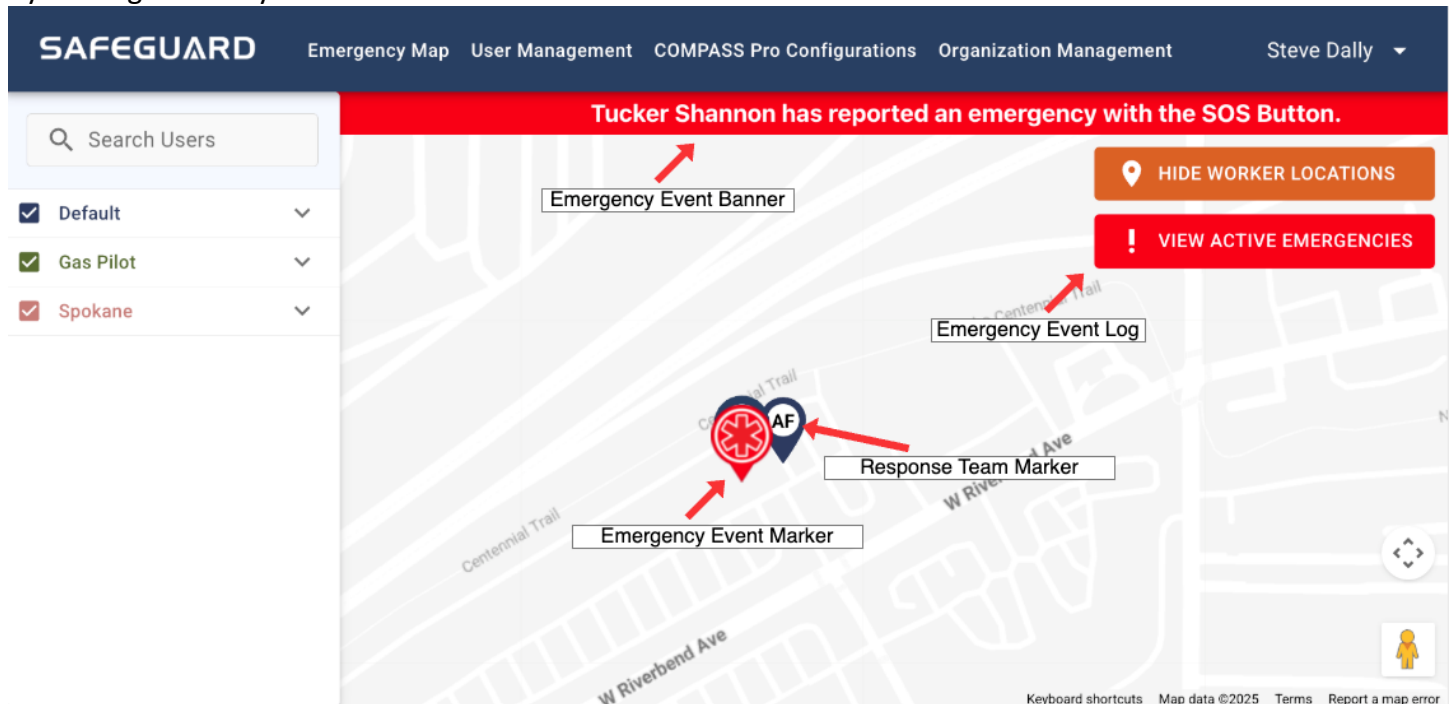 SAFEGUARD
Emergency Map User Management COMPASS Pro Configurations Organization Management
Steve Dally
Tucker Shannon has reported an emergency with the SOS Button.
Search Users
Default
Gas Pilot
Spokane
Emergency Event Banner
HIDE WORKER LOCATIONS
VIEW ACTIVE EMERGENCIES
Emergency Event Log
Centennial Trail
Centennial Trail
AF
Response Team Marker
W Riverbend Ave
Emergency Event Marker
Centennial Trail
W Riverbend Ave
Keyboard shortcuts Map data ©2025 Terms Report a map error